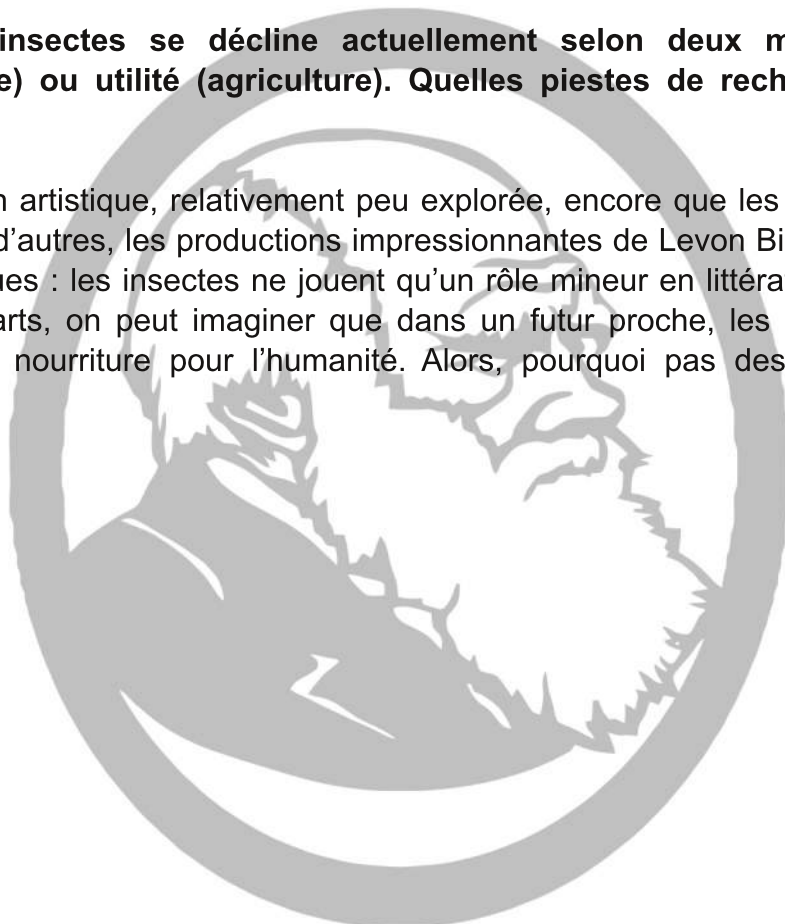 insectes se décline actuellement selon deux m
e) ou utilité (agriculture). Quelles piestes de rech
n artistique, relativement peu explorée, encore que les
d'autres, les productions impressionnantes de Levon Bi
ues : les insectes ne jouent qu'un rôle mineur en littéra
arts, on peut imaginer que dans un futur proche, les
nourriture pour l'humanité. Alors, pourquoi pas des